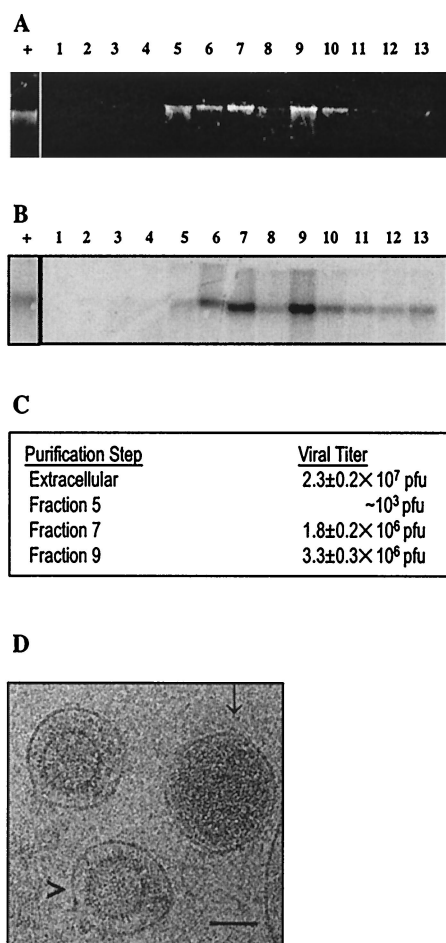 A
+ 1 2 3 4 5 6 7 8 9 10 11 12 13
B
+ 1 2 3 4 5 6 7 8 9 10 11 12 13
C
Purification Step Viral Titer
Extracellular 2.3±0.2×10⁷ pfu
Fraction 5 ~10³ pfu
Fraction 7 1.8±0.2×10⁶ pfu
Fraction 9 3.3±0.3×10⁶ pfu
D